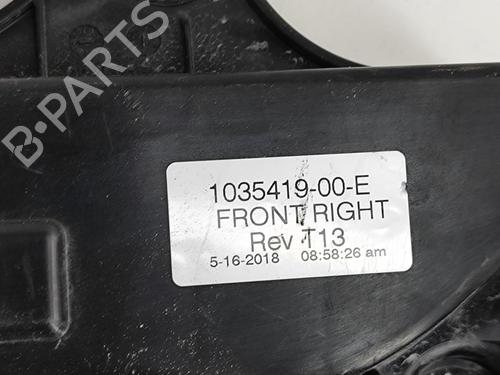 B-PARTS
1035419-00-E
FRONT RIGHT
Rev T13
5-16-2018 08:58:26 am